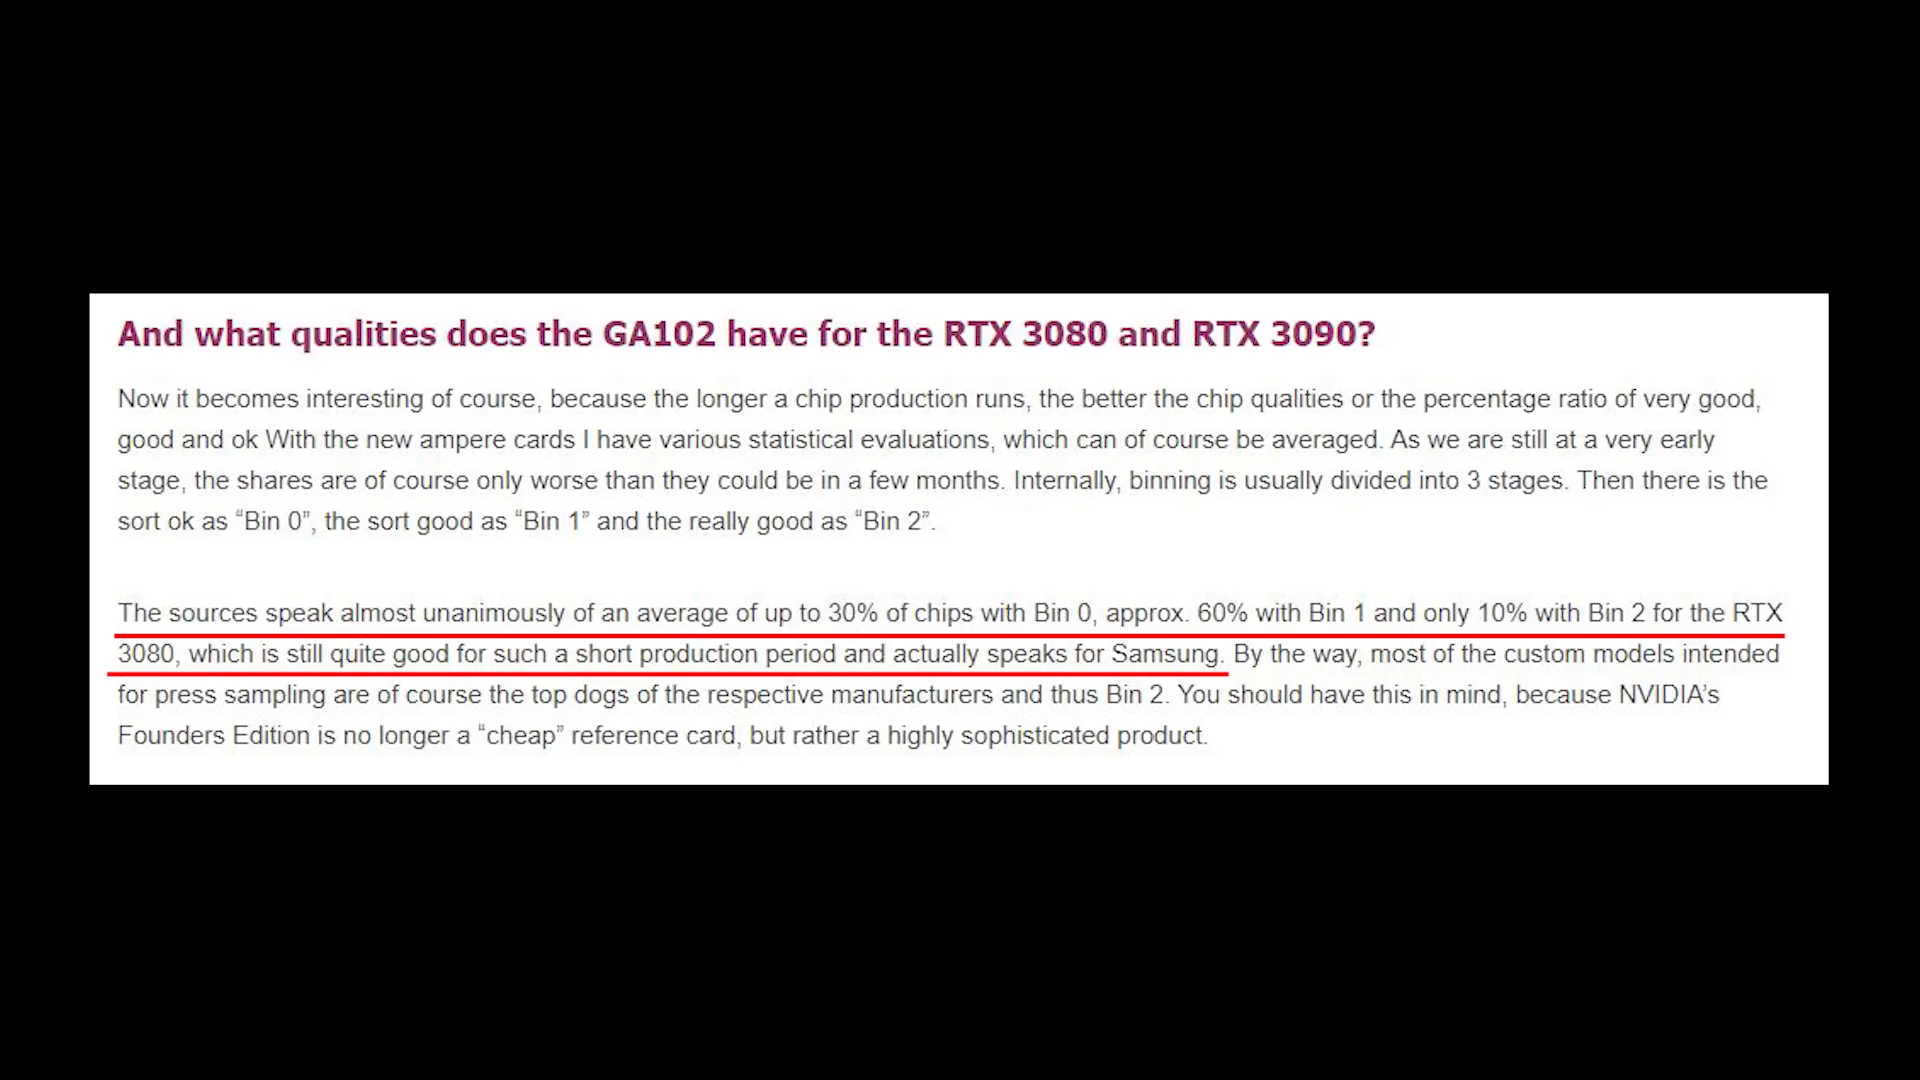 And what qualities does the GA102 have for the RTX 3080 and RTX 3090?
Now it becomes interesting of course, because the longer a chip production runs, the better the chip qualities or the percentage ratio of very good,
good and ok With the new ampere cards I have various statistical evaluations, which can of course be averaged. As we are still at a very early
stage, the shares are of course only worse than they could be in a few months. Internally, binning is usually divided into 3 stages. Then there is the
sort ok as “Bin 0”, the sort good as “Bin 1” and the really good as “Bin 2”.
The sources speak almost unanimously of an average of up to 30% of chips with Bin 0, approx. 60% with Bin 1 and only 10% with Bin 2 for the RTX
3080, which is still quite good for such a short production period and actually speaks for Samsung. By the way, most of the custom models intended
for press sampling are of course the top dogs of the respective manufacturers and thus Bin 2. You should have this in mind, because NVIDIA’s
Founders Edition is no longer a “cheap” reference card, but rather a highly sophisticated product.